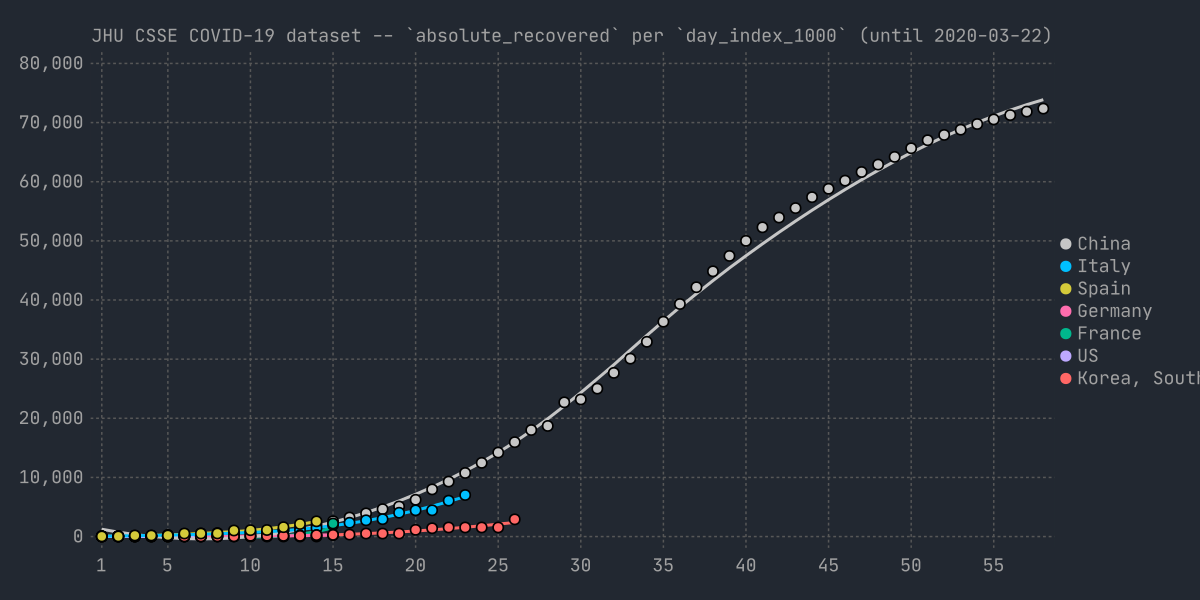 JHU CSSE COVID-19 dataset -- `absolute_recovered` per `day_index_1000` (until 2020-03-22)
80,000
70,000
60,000
50,000
40,000
30,000
20,000
10,000
0
1 5 10 15 20 25 30 35 40 45 50 55
China
Italy
Spain
Germany
France
US
Korea, South